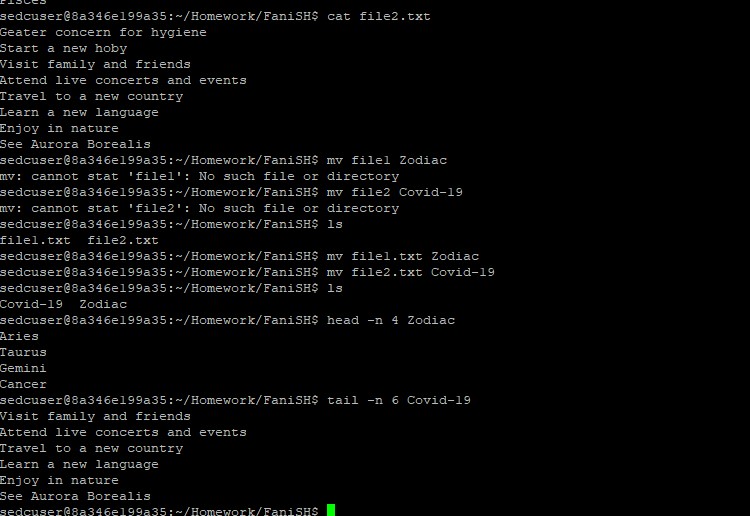 Pisces
sedcuser@8a346e199a35:~/Homework/FaniSH$ cat file2.txt
Geater concern for hygiene
Start a new hoby
Visit family and friends
Attend live concerts and events
Travel to a new country
Learn a new language
Enjoy in nature
See Aurora Borealis
sedcuser@8a346e199a35:~/Homework/FaniSH$ mv file1 Zodiac
mv: cannot stat 'file1': No such file or directory
sedcuser@8a346e199a35:~/Homework/FaniSH$ mv file2 Covid-19
mv: cannot stat 'file2': No such file or directory
sedcuser@8a346e199a35:~/Homework/FaniSH$ ls
file1.txt  file2.txt
sedcuser@8a346e199a35:~/Homework/FaniSH$ mv file1.txt Zodiac
sedcuser@8a346e199a35:~/Homework/FaniSH$ mv file2.txt Covid-19
sedcuser@8a346e199a35:~/Homework/FaniSH$ ls
Covid-19  Zodiac
sedcuser@8a346e199a35:~/Homework/FaniSH$ head -n 4 Zodiac
Aries
Taurus
Gemini
Cancer
sedcuser@8a346e199a35:~/Homework/FaniSH$ tail -n 6 Covid-19
Visit family and friends
Attend live concerts and events
Travel to a new country
Learn a new language
Enjoy in nature
See Aurora Borealis
sedcuser@8a346e199a35:~/Homework/FaniSH$